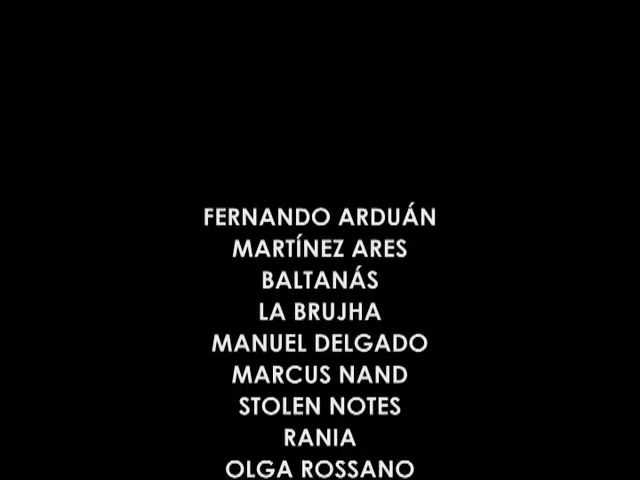 FERNANDO ARDUÁN
MARTÍNEZ ARES
BALTANÁS
LA BRUJHA
MANUEL DELGADO
MARCUS NAND
STOLEN NOTES
RANIA
OLGA ROSSANO